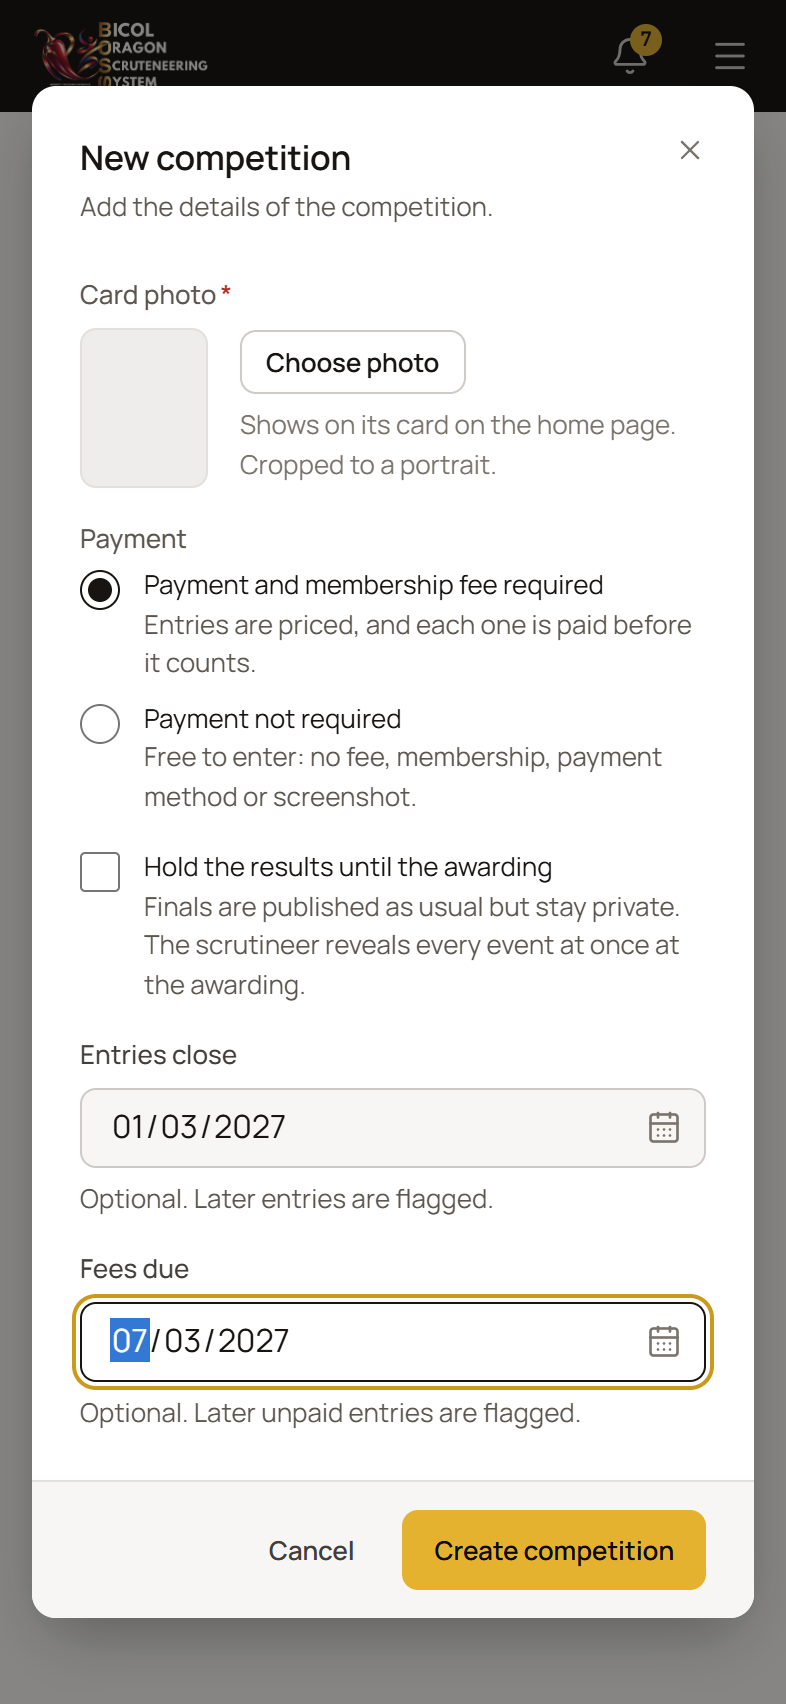 BICOL
DRAGON
SCRUTENEERING
SYSTEM
7
New competition
Add the details of the competition.
Card photo *
Choose photo
Shows on its card on the home page.
Cropped to a portrait.
Payment
Payment and membership fee required
Entries are priced, and each one is paid before
it counts.
Payment not required
Free to enter: no fee, membership, payment
method or screenshot.
Hold the results until the awarding
Finals are published as usual but stay private.
The scrutineer reveals every event at once at
the awarding.
Entries close
01/03/2027
Optional. Later entries are flagged.
Fees due
07/03/2027
Optional. Later unpaid entries are flagged.
Cancel
Create competition